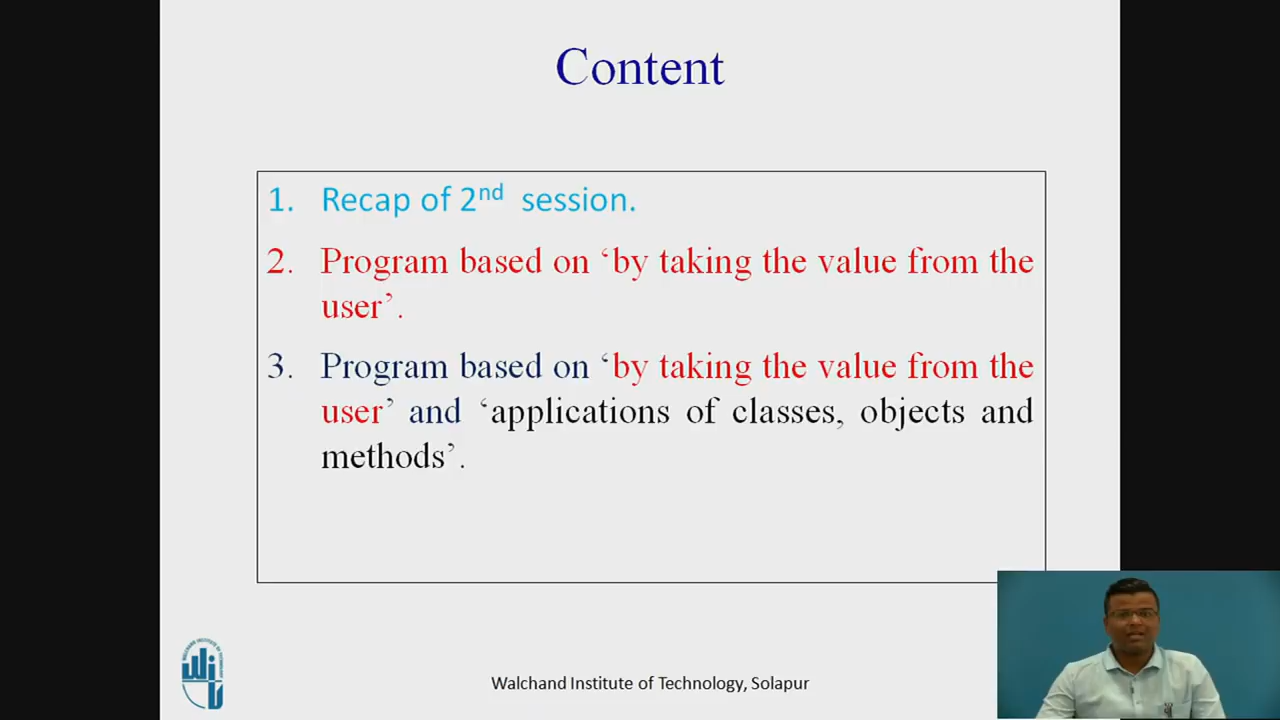 Content
1. Recap of 2nd session.
2. Program based on ‘by taking the value from the
user’.
3. Program based on ‘by taking the value from the
user’ and ‘applications of classes, objects and
methods’.
Walchand Institute of Technology, Solapur